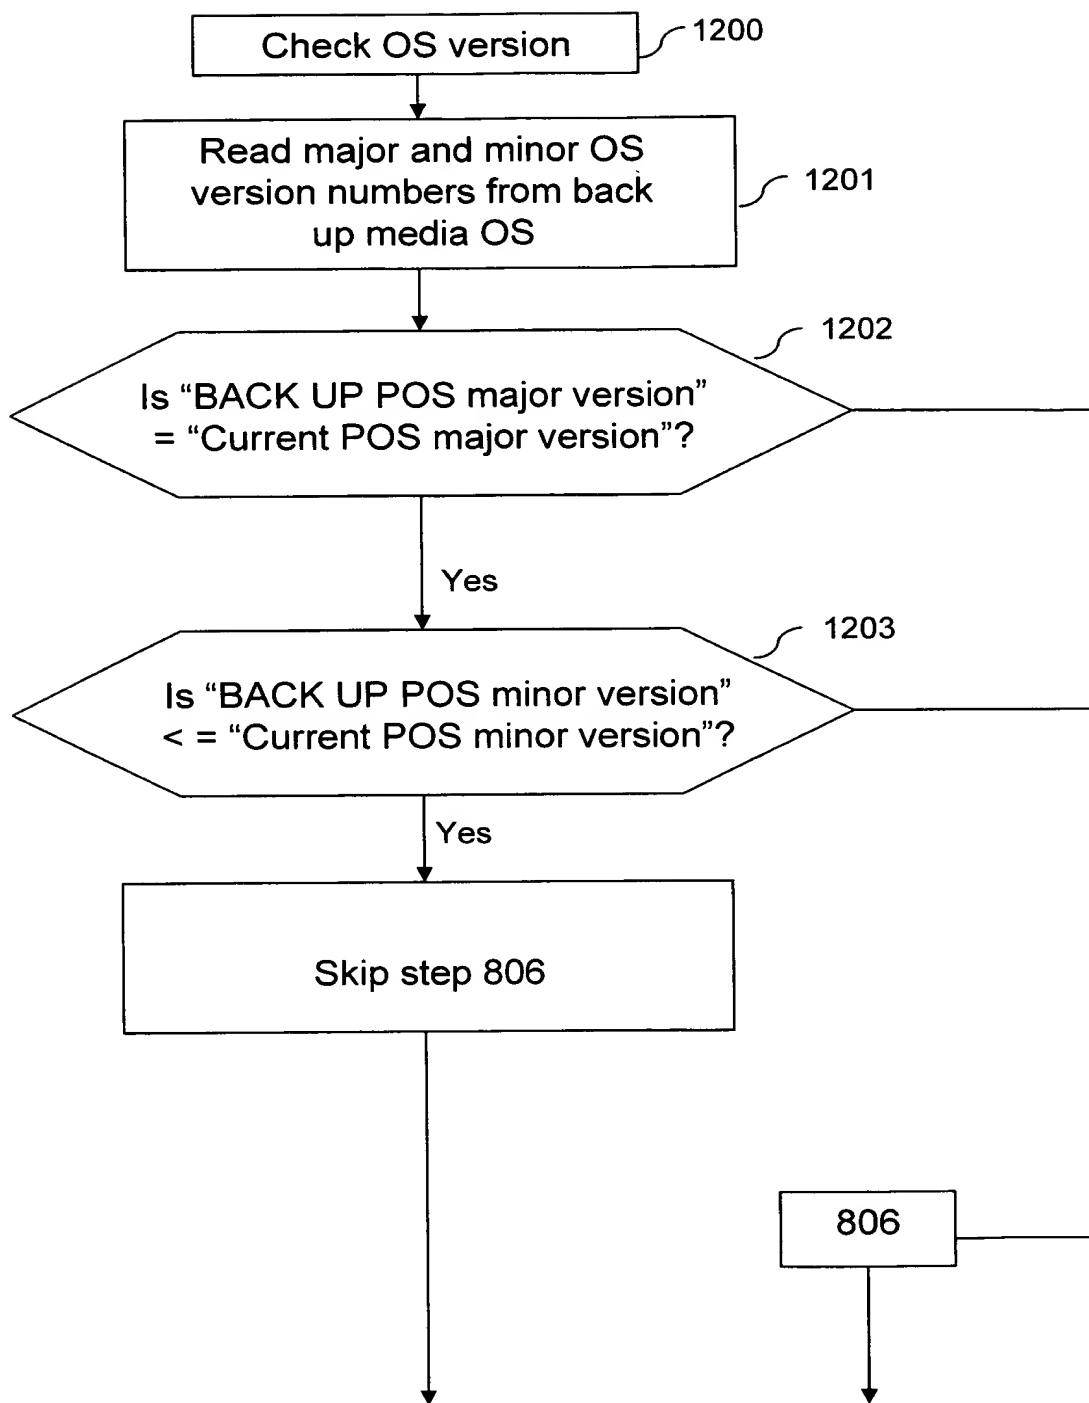 Check OS version
1200
Read major and minor OS
version numbers from back
up media OS
1201
1202
Is “BACK UP POS major version”
= “Current POS major version”?
Yes
1203
Is “BACK UP POS minor version”
< = “Current POS minor version”?
Yes
Skip step 806
806